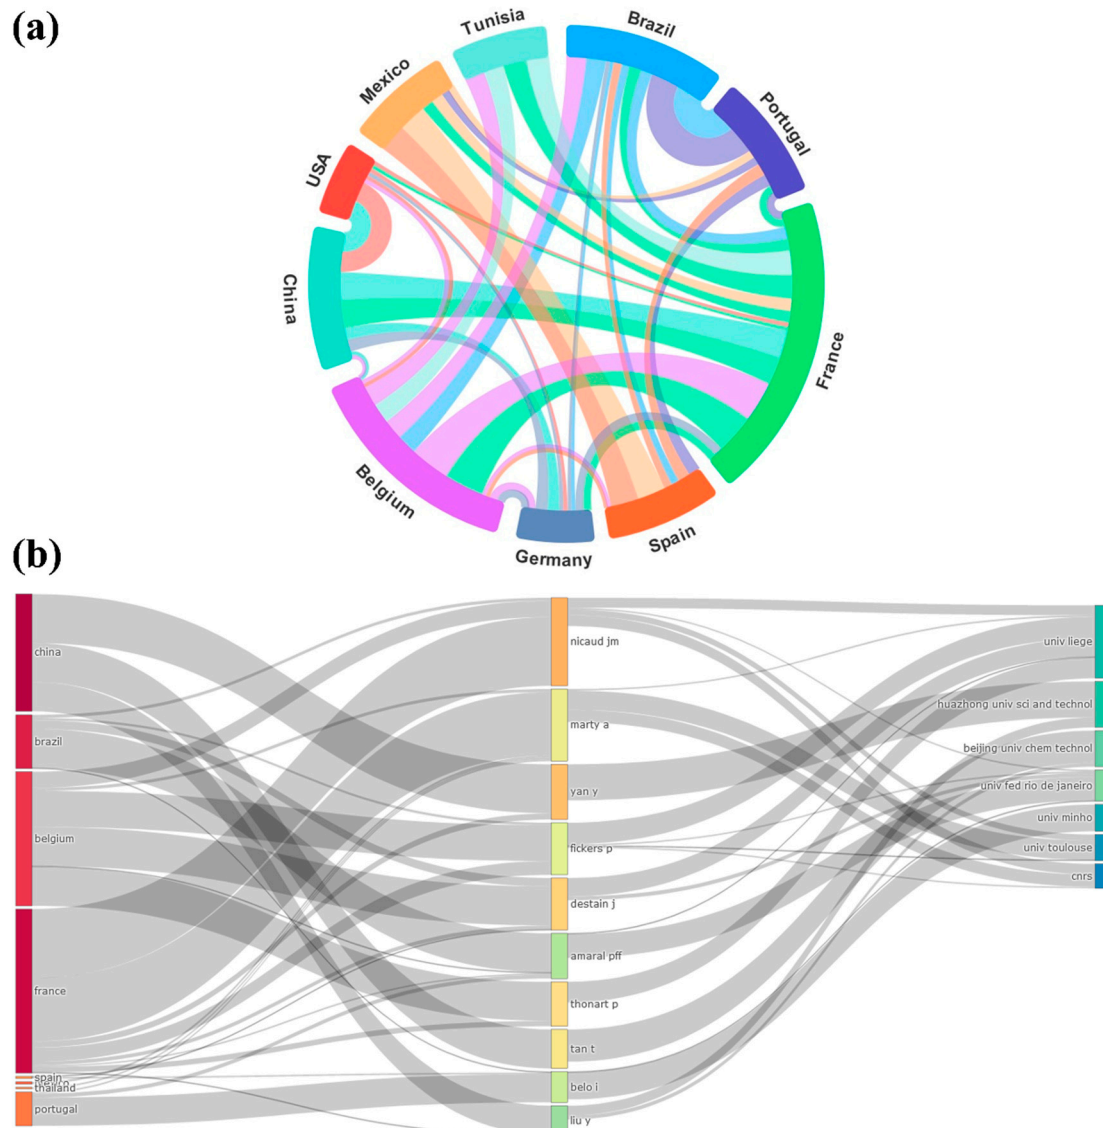 (a)
Tunisia
Brazil
Mexico
Portugal
USA
China
France
Belgium
Spain
Germany
(b)
china
brazil
belgium
france
spain
thailand
portugal
nicaud jm
marty a
yan y
fickers p
destain j
amaral pff
thonart p
tan t
belo i
liu y
univ liege
huazhong univ sci and technol
beijing univ chem technol
univ fed rio de janeiro
univ minho
univ toulouse
cnrs